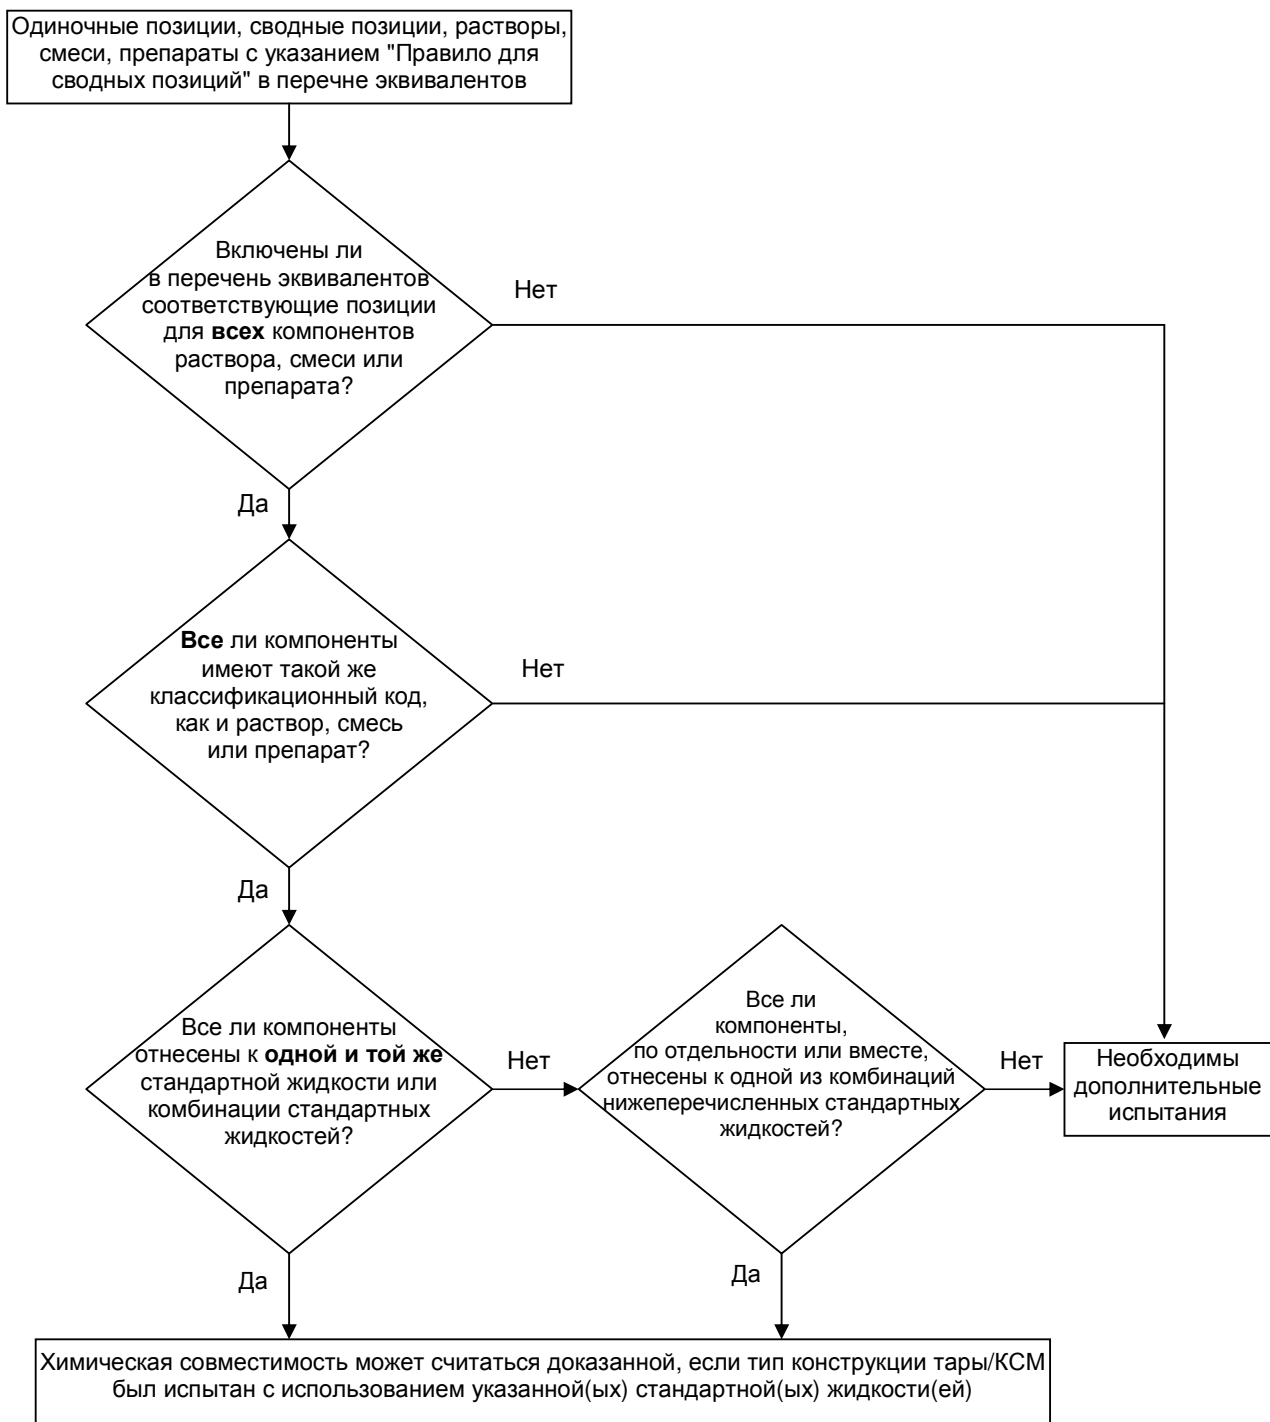 Одиночные позиции, сводные позиции, растворы,
смеси, препараты с указанием "Правило для
сводных позиций" в перечне эквивалентов
Включены ли
в перечень эквивалентов
соответствующие позиции
для всех компонентов
раствора, смеси или
препарата?
Нет
Да
Все ли компоненты
имеют такой же
классификационный код,
как и раствор, смесь
или препарат?
Нет
Да
Все ли компоненты
отнесены к одной и той же
стандартной жидкости или
комбинации стандартных
жидкостей?
Нет
Все ли
компоненты,
по отдельности или вместе,
отнесены к одной из комбинаций
нижеперечисленных стандартных
жидкостей?
Нет
Необходимы
дополнительные
испытания
Да
Да
Химическая совместимость может считаться доказанной, если тип конструкции тары/КСМ
был испытан с использованием указанной(ых) стандартной(ых) жидкости(ей)